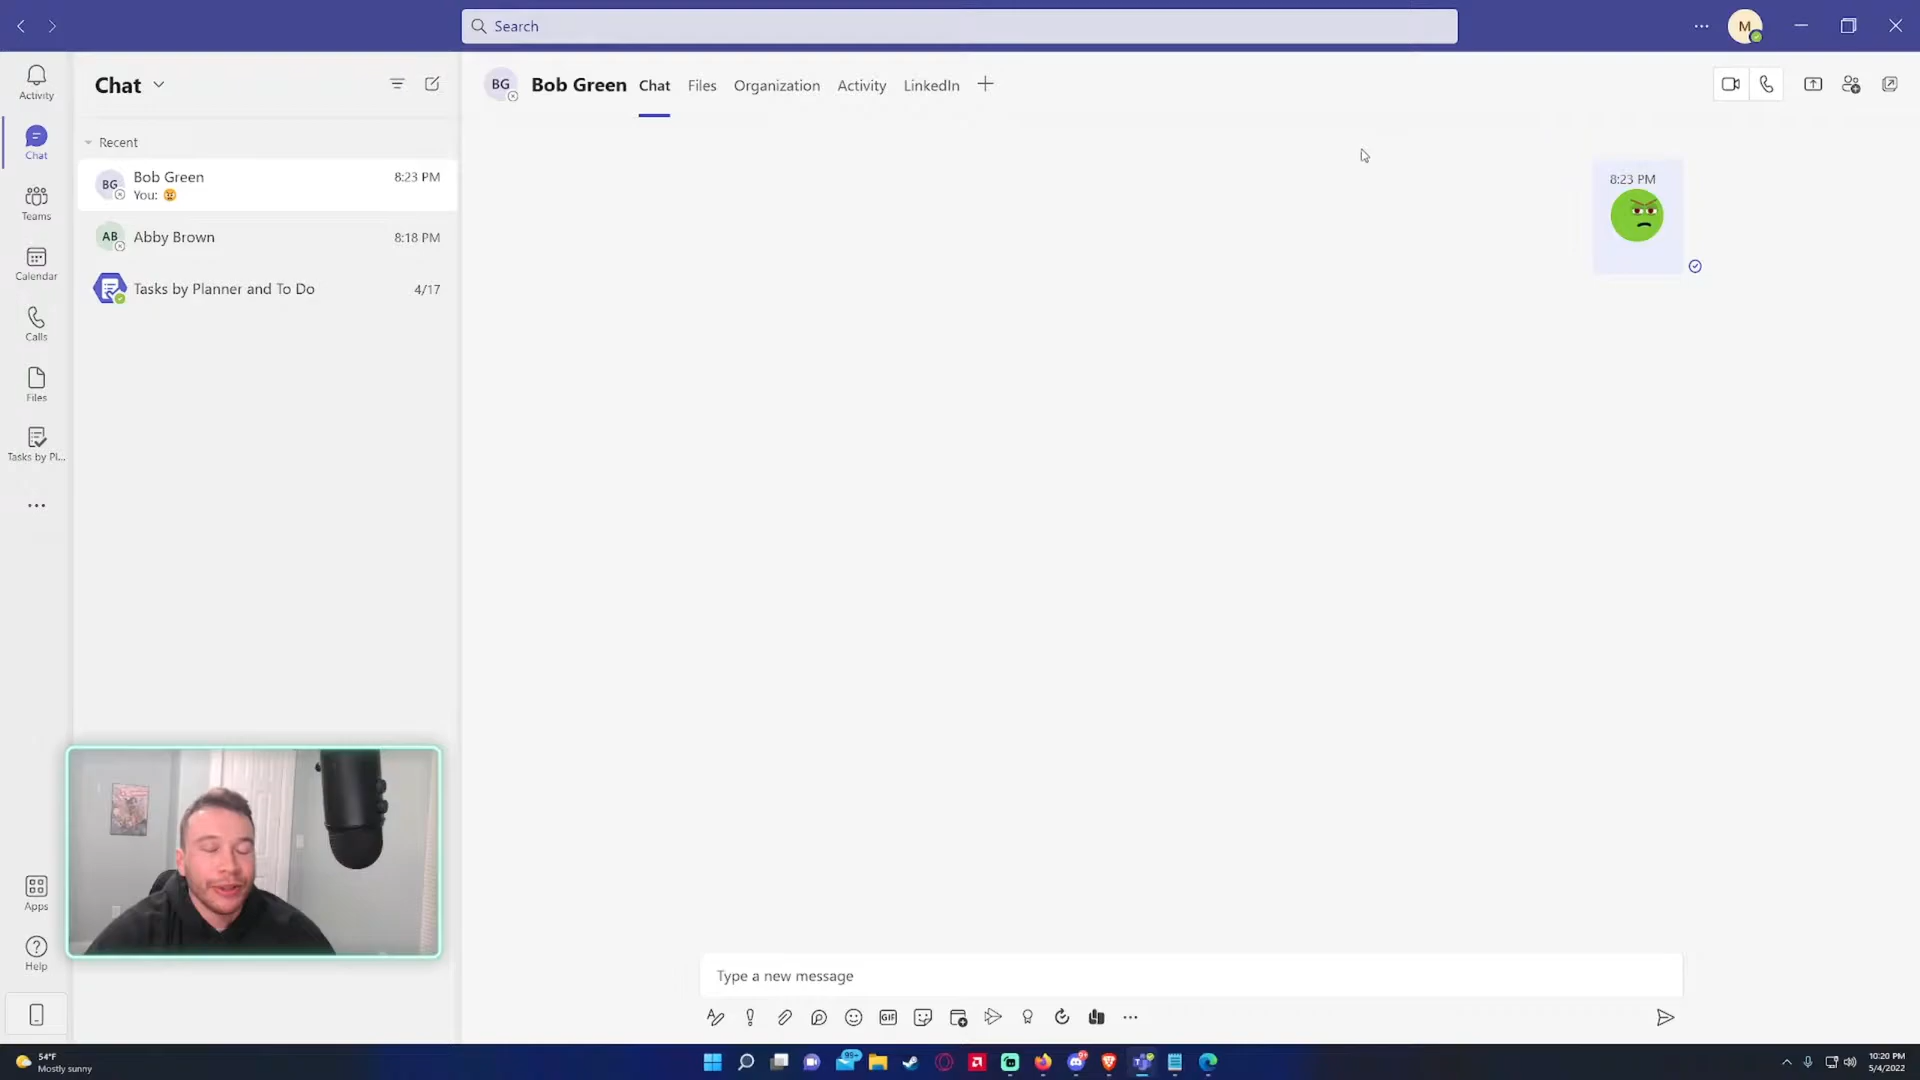 Search
M
Activity
Chat
Teams
Calendar
Calls
Files
Tasks by Pl...
Apps
Help
Chat
Recent
BG
Bob Green
8:23 PM
You:
AB
Abby Brown
8:18 PM
Tasks by Planner and To Do
4/17
BG
Bob Green
Chat
Files
Organization
Activity
LinkedIn
8:23 PM
Type a new message
GIF
54°F
Mostly sunny
99+
10:20 PM
5/4/2022